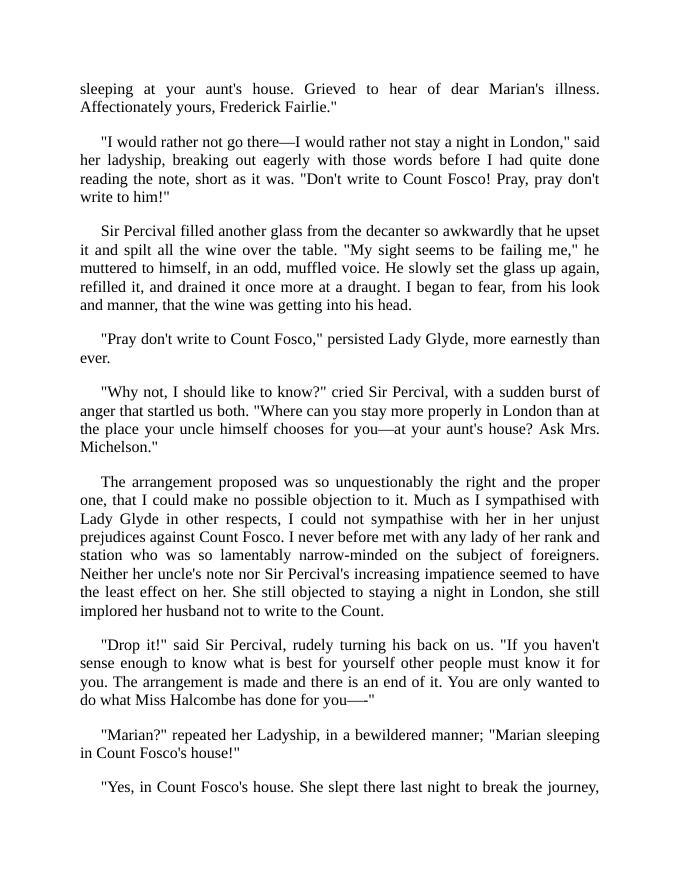 sleeping at your aunt's house. Grieved to hear of dear Marian's illness.
Affectionately yours, Frederick Fairlie."
"I would rather not go there—I would rather not stay a night in London," said
her ladyship, breaking out eagerly with those words before I had quite done
reading the note, short as it was. "Don't write to Count Fosco! Pray, pray don't
write to him!"
Sir Percival filled another glass from the decanter so awkwardly that he upset
it and spilt all the wine over the table. "My sight seems to be failing me," he
muttered to himself, in an odd, muffled voice. He slowly set the glass up again,
refilled it, and drained it once more at a draught. I began to fear, from his look
and manner, that the wine was getting into his head.
"Pray don't write to Count Fosco," persisted Lady Glyde, more earnestly than
ever.
"Why not, I should like to know?" cried Sir Percival, with a sudden burst of
anger that startled us both. "Where can you stay more properly in London than at
the place your uncle himself chooses for you—at your aunt's house? Ask Mrs.
Michelson."
The arrangement proposed was so unquestionably the right and the proper
one, that I could make no possible objection to it. Much as I sympathised with
Lady Glyde in other respects, I could not sympathise with her in her unjust
prejudices against Count Fosco. I never before met with any lady of her rank and
station who was so lamentably narrow-minded on the subject of foreigners.
Neither her uncle's note nor Sir Percival's increasing impatience seemed to have
the least effect on her. She still objected to staying a night in London, she still
implored her husband not to write to the Count.
"Drop it!" said Sir Percival, rudely turning his back on us. "If you haven't
sense enough to know what is best for yourself other people must know it for
you. The arrangement is made and there is an end of it. You are only wanted to
do what Miss Halcombe has done for you—-"
"Marian?" repeated her Ladyship, in a bewildered manner; "Marian sleeping
in Count Fosco's house!"
"Yes, in Count Fosco's house. She slept there last night to break the journey,